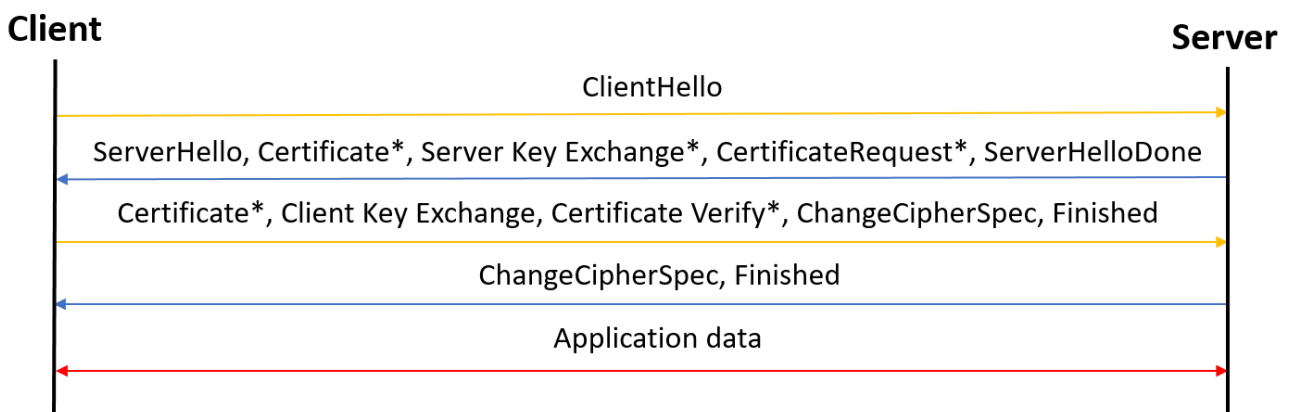 Client
Server
ClientHello
ServerHello, Certificate*, Server Key Exchange*, CertificateRequest*, ServerHelloDone
Certificate*, Client Key Exchange, Certificate Verify*, ChangeCipherSpec, Finished
ChangeCipherSpec, Finished
Application data